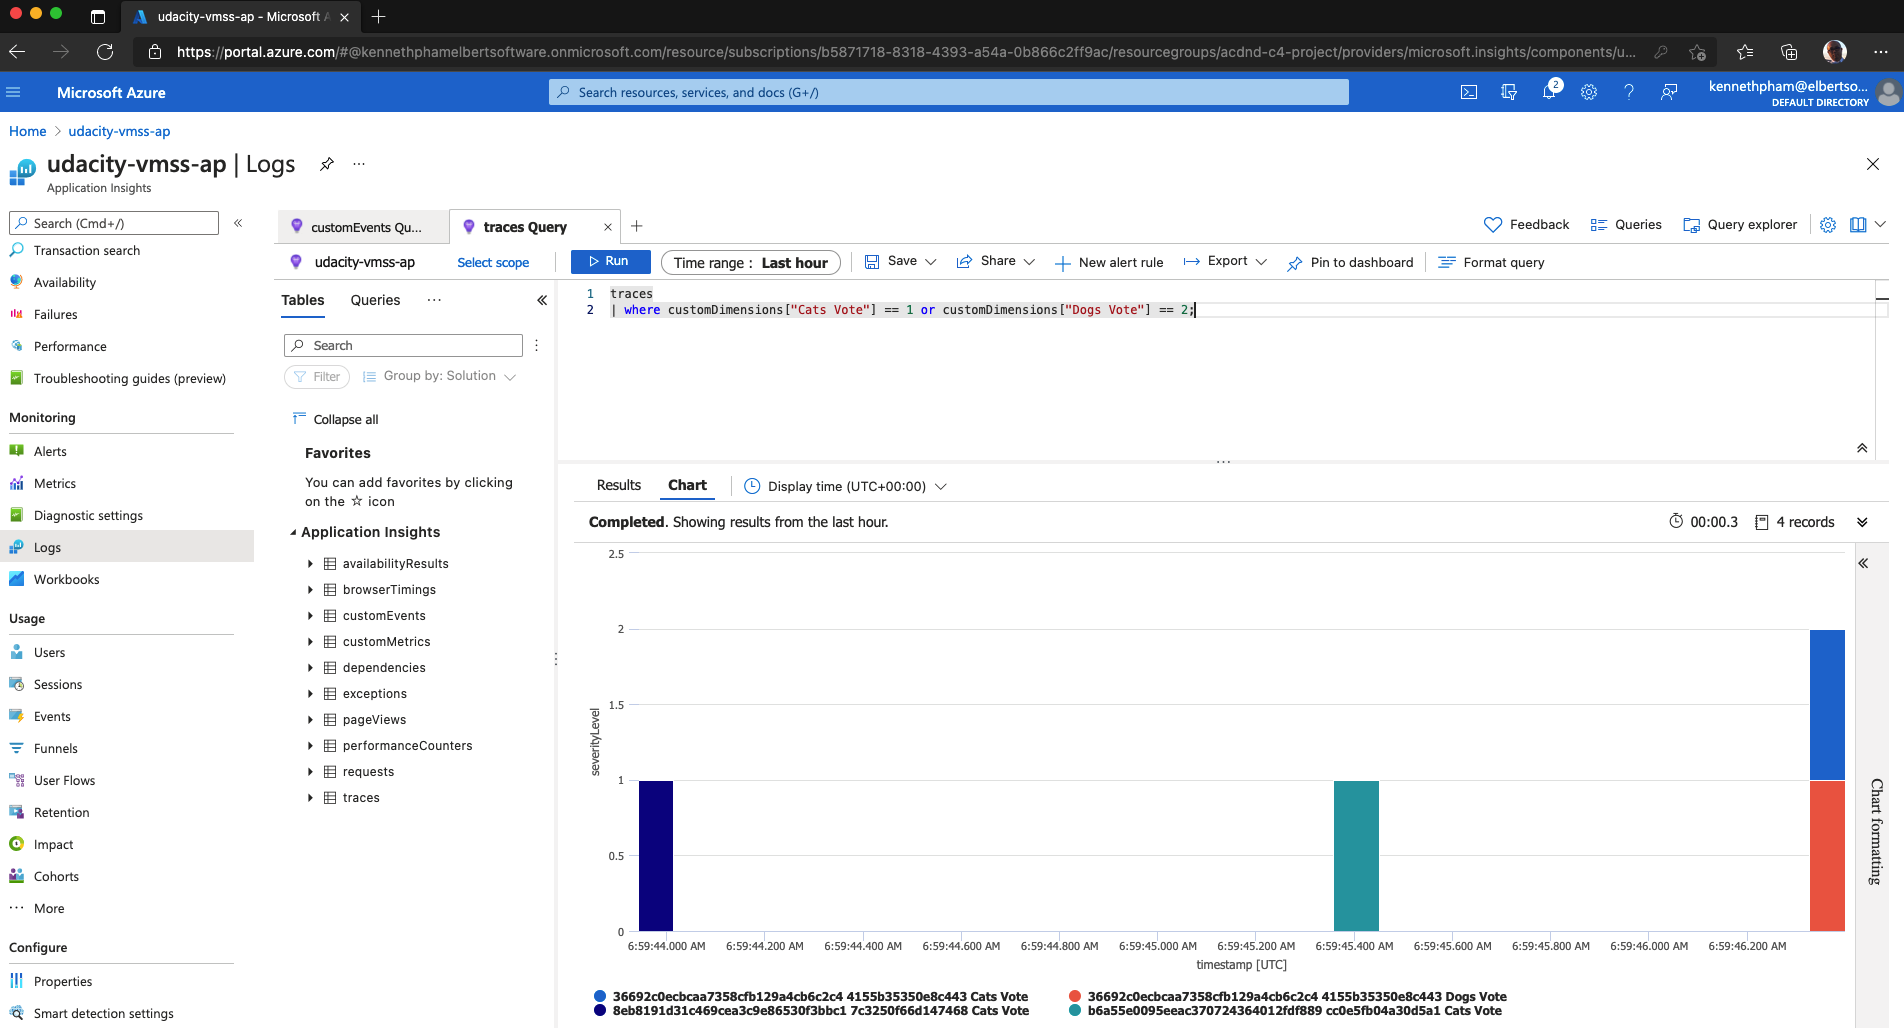 udacity-vmss-ap - Microsoft A
https://portal.azure.com/#@kennethphamelbertsoftware.onmicrosoft.com/resource/subscriptions/b5871718-8318-4393-a54a-0b866c2ff9ac/resourcegroups/acdnd-c4-project/providers/microsoft.insights/components/u...
Microsoft Azure
Search resources, services, and docs (G+/)
2
kennethpham@elbertso...
DEFAULT DIRECTORY
Home > udacity-vmss-ap
udacity-vmss-ap | Logs
Application Insights
Search (Cmd+/)
Transaction search
Availability
Failures
Performance
Troubleshooting guides (preview)
Monitoring
Alerts
Metrics
Diagnostic settings
Logs
Workbooks
Usage
Users
Sessions
Events
Funnels
User Flows
Retention
Impact
Cohorts
More
Configure
Properties
Smart detection settings
customEvents Qu...
traces Query
Feedback
Queries
Query explorer
udacity-vmss-ap
Select scope
Run
Time range : Last hour
Save
Share
New alert rule
Export
Pin to dashboard
Format query
Tables
Queries
Search
Filter
Group by: Solution
Collapse all
Favorites
You can add favorites by clicking
on the ☆ icon
Application Insights
availabilityResults
browserTimings
customEvents
customMetrics
dependencies
exceptions
pageViews
performanceCounters
requests
traces
1 traces
2 | where customDimensions["Cats Vote"] == 1 or customDimensions["Dogs Vote"] == 2;
Results
Chart
Display time (UTC+00:00)
Completed. Showing results from the last hour.
00:00.3
4 records
2.5
2
1.5
1
0.5
0
severityLevel
6:59:44.000 AM 6:59:44.200 AM 6:59:44.400 AM 6:59:44.600 AM 6:59:44.800 AM 6:59:45.000 AM 6:59:45.200 AM 6:59:45.400 AM 6:59:45.600 AM 6:59:45.800 AM 6:59:46.000 AM 6:59:46.200 AM
timestamp [UTC]
36692c0ecbcaa7358cfb129a4cb6c2c4 4155b35350e8c443 Cats Vote
36692c0ecbcaa7358cfb129a4cb6c2c4 4155b35350e8c443 Dogs Vote
8eb8191d31c469cea3c9e86530f3bbc1 7c3250f66d147468 Cats Vote
b6a55e0095eeac370724364012fdf889 cc0e5fb04a30d5a1 Cats Vote
Chart formatting